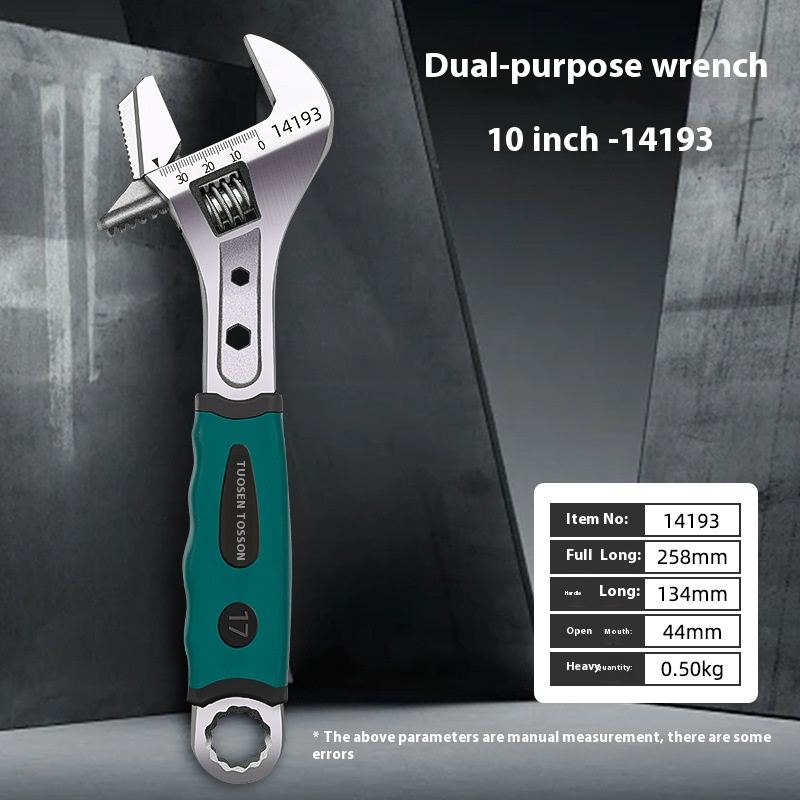 Dual-purpose wrench
10 inch -14193
14193
30 20 10 0
TUOSEN TOSSON
17
Item No: 14193
Full Long: 258mm
Handle Long: 134mm
Open Mouth: 44mm
Heavy quantity: 0.50kg
* The above parameters are manual measurement, there are some
errors